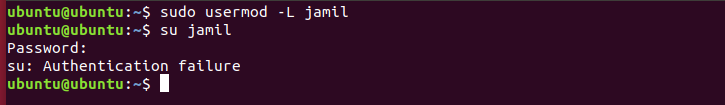 ubuntu@ubuntu:~$ sudo usermod -L jamil
ubuntu@ubuntu:~$ su jamil
Password:
su: Authentication failure
ubuntu@ubuntu:~$